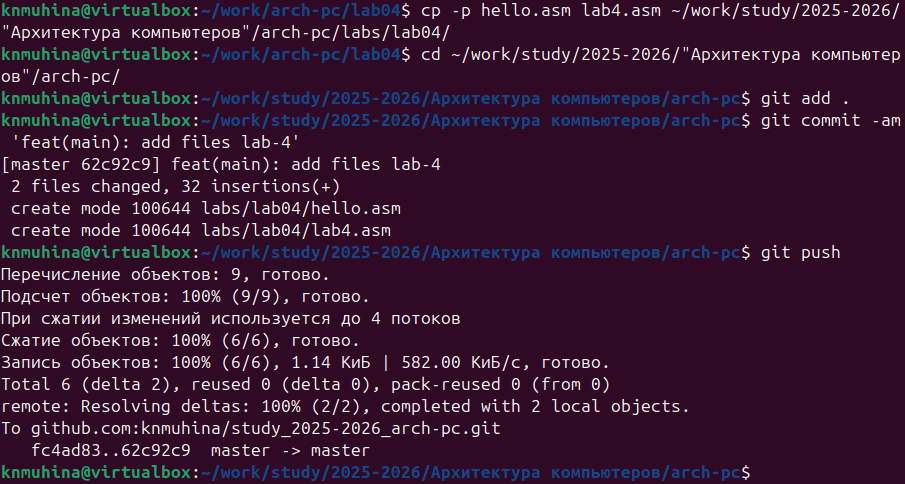 knmuhina@virtualbox:~/work/arch-pc/lab04$ cp -p hello.asm lab4.asm ~/work/study/2025-2026/
"Архитектура компьютеров"/arch-pc/labs/lab04/
knmuhina@virtualbox:~/work/arch-pc/lab04$ cd ~/work/study/2025-2026/"Архитектура компьютер
ов"/arch-pc/
knmuhina@virtualbox:~/work/study/2025-2026/Архитектура компьютеров/arch-pc$ git add .
knmuhina@virtualbox:~/work/study/2025-2026/Архитектура компьютеров/arch-pc$ git commit -am
 'feat(main): add files lab-4'
[master 62c92c9] feat(main): add files lab-4
 2 files changed, 32 insertions(+)
 create mode 100644 labs/lab04/hello.asm
 create mode 100644 labs/lab04/lab4.asm
knmuhina@virtualbox:~/work/study/2025-2026/Архитектура компьютеров/arch-pc$ git push
Перечисление объектов: 9, готово.
Подсчет объектов: 100% (9/9), готово.
При сжатии изменений используется до 4 потоков
Сжатие объектов: 100% (6/6), готово.
Запись объектов: 100% (6/6), 1.14 КиБ | 582.00 КиБ/с, готово.
Total 6 (delta 2), reused 0 (delta 0), pack-reused 0 (from 0)
remote: Resolving deltas: 100% (2/2), completed with 2 local objects.
To github.com:knmuhina/study_2025-2026_arch-pc.git
   fc4ad83..62c92c9  master -> master
knmuhina@virtualbox:~/work/study/2025-2026/Архитектура компьютеров/arch-pc$